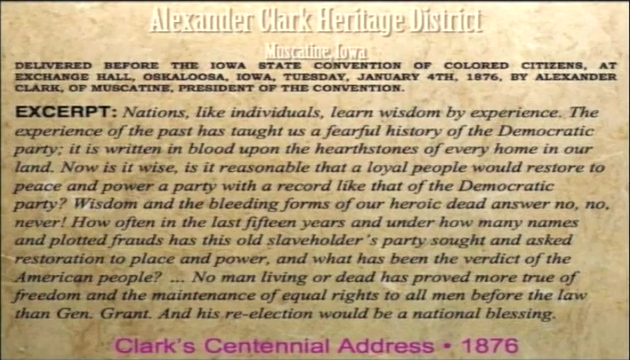 Alexander Clark Heritage District
Muscatine, Iowa
DELIVERED BEFORE THE IOWA STATE CONVENTION OF COLORED CITIZENS, AT
EXCHANGE HALL, OSKALOOSA, IOWA, TUESDAY, JANUARY 4TH, 1876, BY ALEXANDER
CLARK, OF MUSCATINE, PRESIDENT OF THE CONVENTION.
EXCERPT: Nations, like individuals, learn wisdom by experience. The
experience of the past has taught us a fearful history of the Democratic
party; it is written in blood upon the hearthstones of every home in our
land. Now is it wise, is it reasonable that a loyal people would restore to
peace and power a party with a record like that of the Democratic
party? Wisdom and the bleeding forms of our heroic dead answer no, no,
never! How often in the last fifteen years and under how many names
and plotted frauds has this old slaveholder's party sought and asked
restoration to place and power, and what has been the verdict of the
American people? ... No man living or dead has proved more true of
freedom and the maintenance of equal rights to all men before the law
than Gen. Grant. And his re-election would be a national blessing.
Clark's Centennial Address • 1876